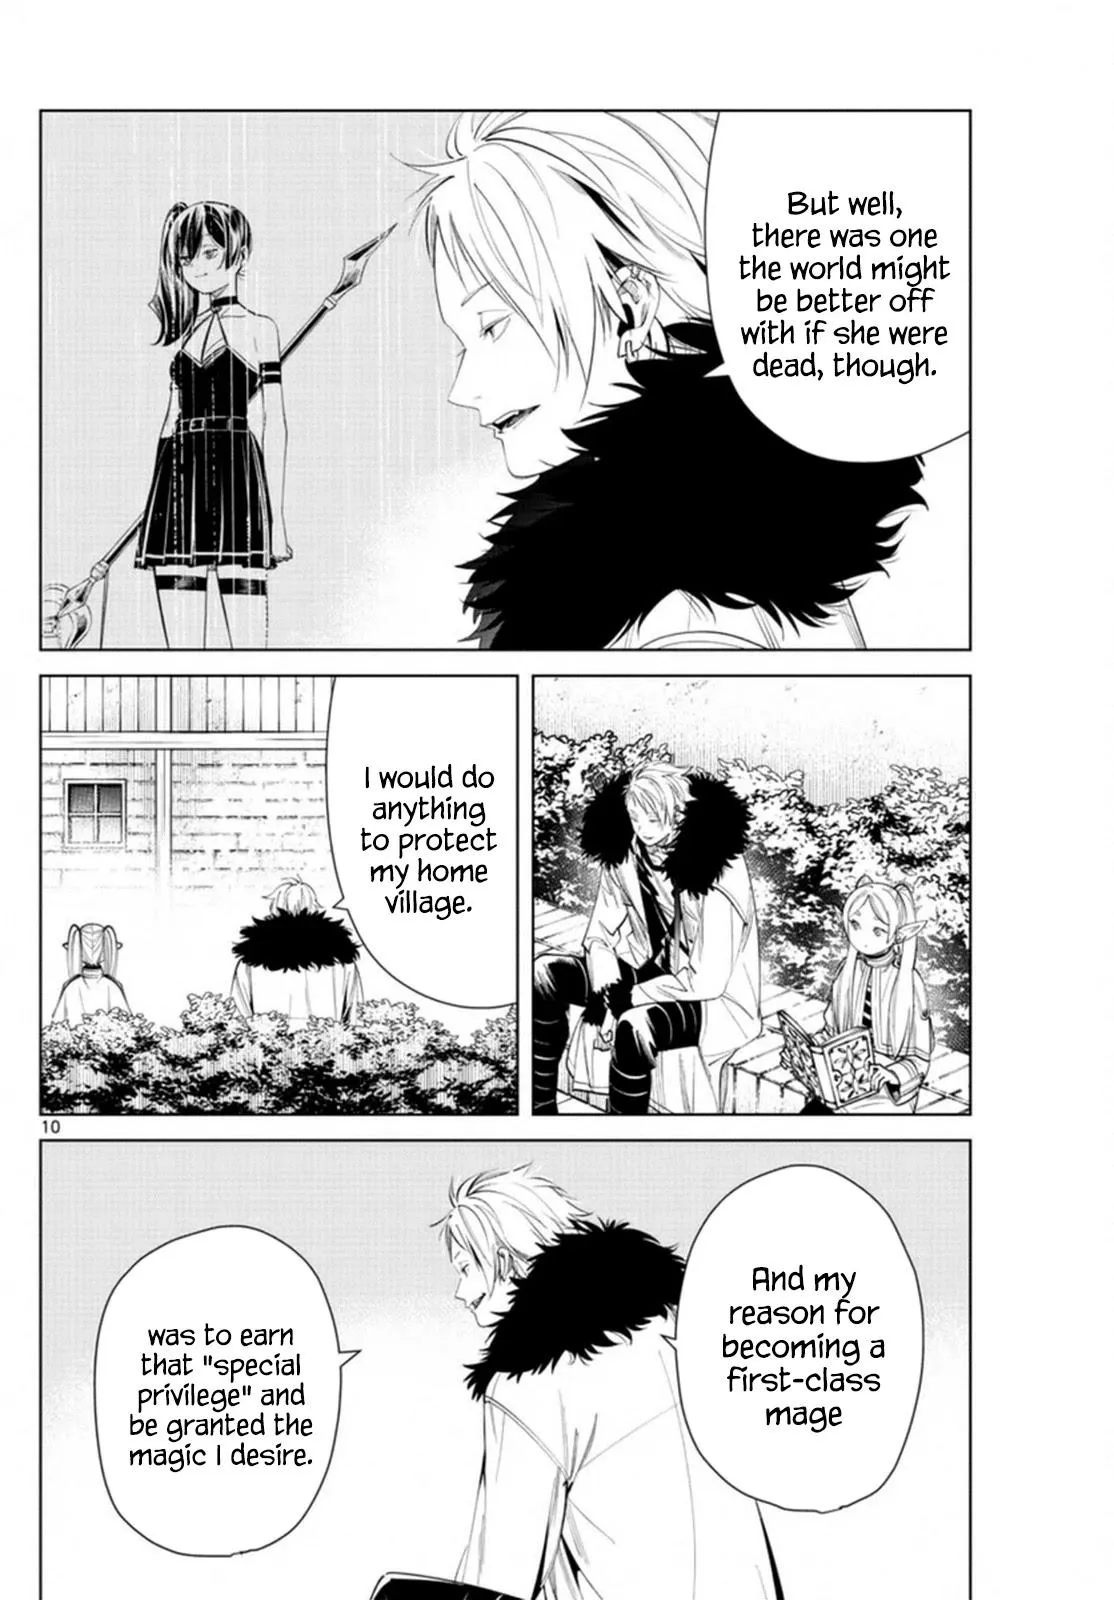 But well,
there was one
the world might
be better off
with if she were
dead, though.
I would do
anything
to protect
my home
village.
10
And my
reason for
becoming a
first-class
mage
was to earn
that "special
privilege" and
be granted the
magic I desire.